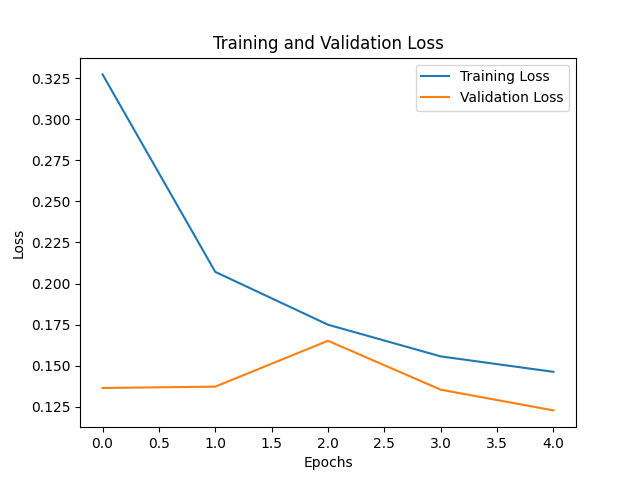 Training and Validation Loss
Training Loss
Validation Loss
0.325
0.300
0.275
0.250
0.225
0.200
0.175
0.150
0.125
Loss
0.0 0.5 1.0 1.5 2.0 2.5 3.0 3.5 4.0
Epochs